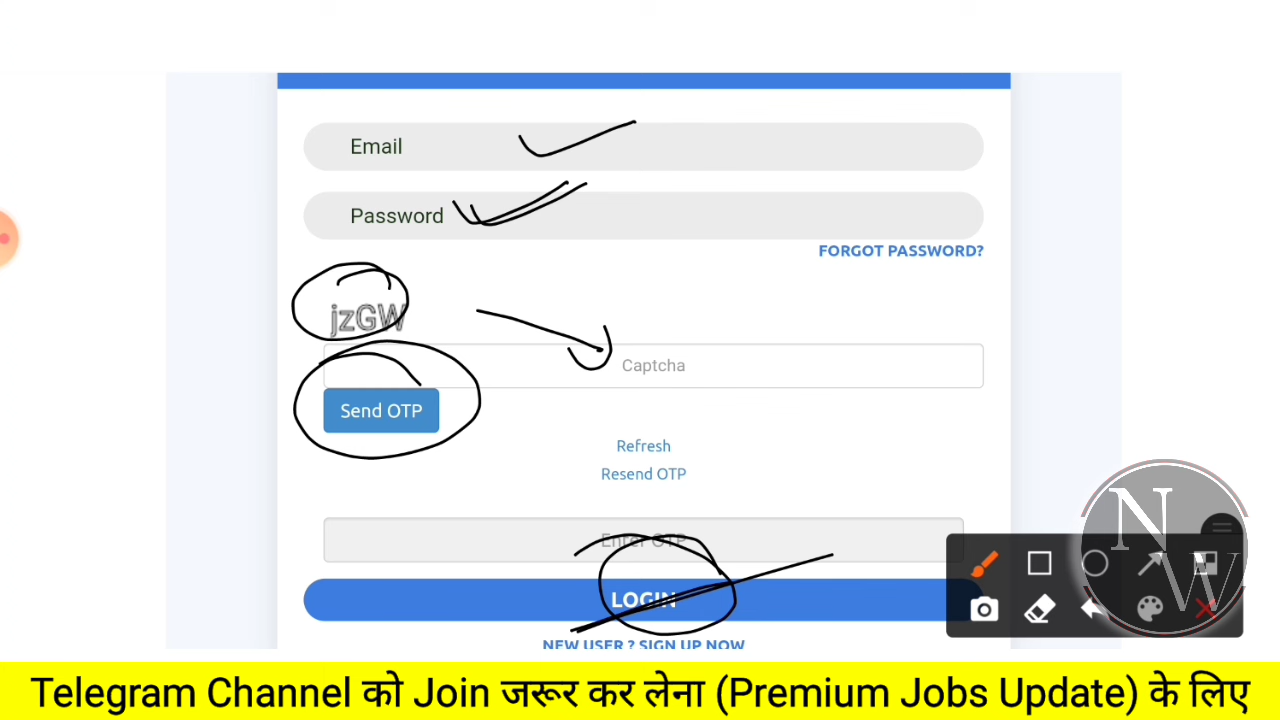 Email
Password
FORGOT PASSWORD?
jzGW
Captcha
Send OTP
Refresh
Resend OTP
Enter OTP
LOGIN
NEW USER ? SIGN UP NOW
NW
Telegram Channel को Join जरूर कर लेना (Premium Jobs Update) के लिए